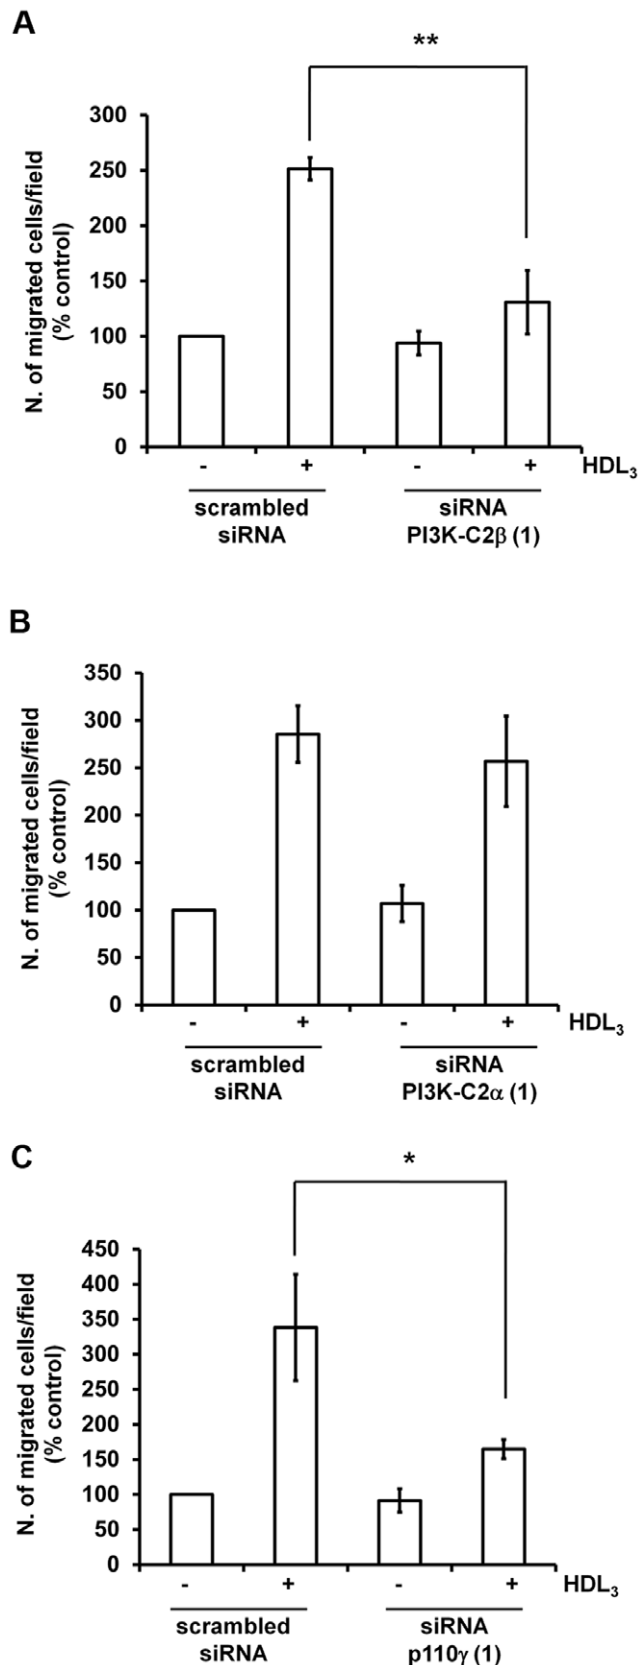 A
**
N. of migrated cells/field
(% control)
300
250
200
150
100
50
0
- + - + HDL₃
scrambled
siRNA
siRNA
PI3K-C2β (1)
B
N. of migrated cells/field
(% control)
350
300
250
200
150
100
50
0
- + - + HDL₃
scrambled
siRNA
siRNA
PI3K-C2α (1)
C
*
N. of migrated cells/field
(% control)
450
400
350
300
250
200
150
100
50
0
- + - + HDL₃
scrambled
siRNA
siRNA
p110γ (1)